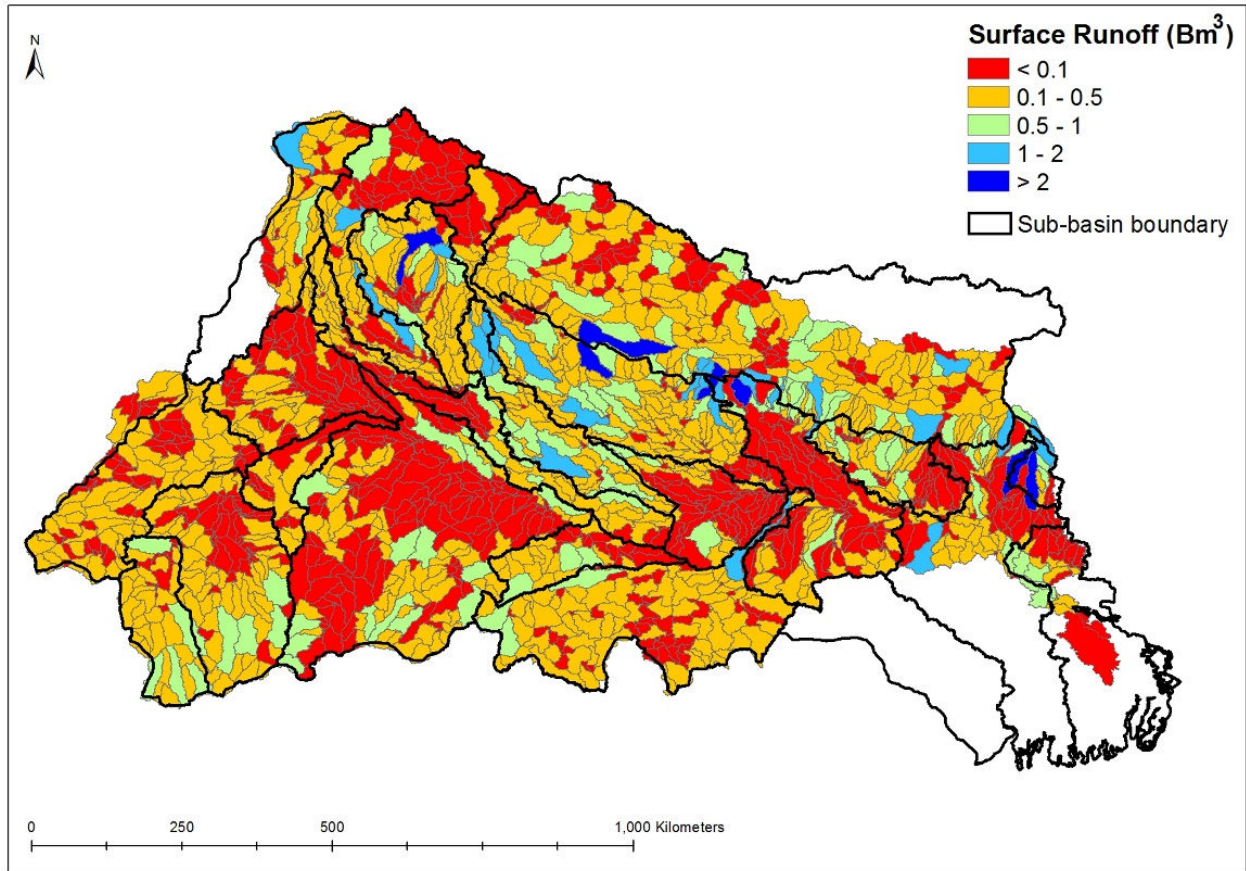 N
Surface Runoff (Bm³)
< 0.1
0.1 - 0.5
0.5 - 1
1 - 2
> 2
Sub-basin boundary
0 250 500 1,000 Kilometers